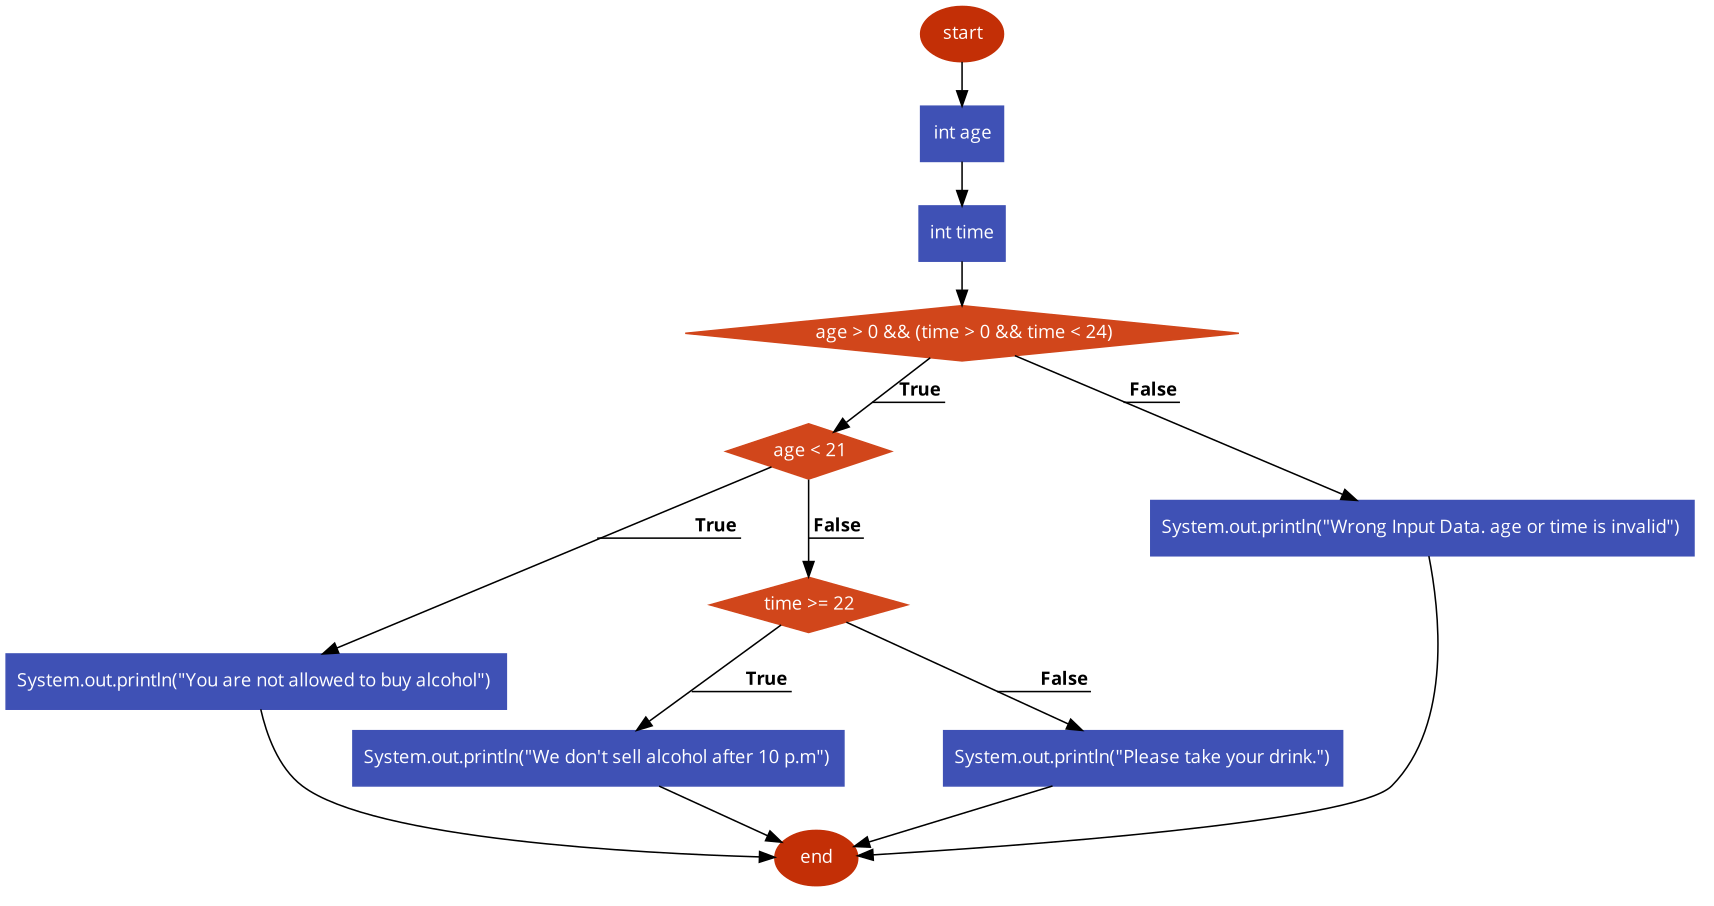 start
int age
int time
age > 0 && (time > 0 && time < 24)
True
False
age < 21
True
False
System.out.println("Wrong Input Data. age or time is invalid")
time >= 22
System.out.println("You are not allowed to buy alcohol")
True
False
System.out.println("We don't sell alcohol after 10 p.m")
System.out.println("Please take your drink.")
end